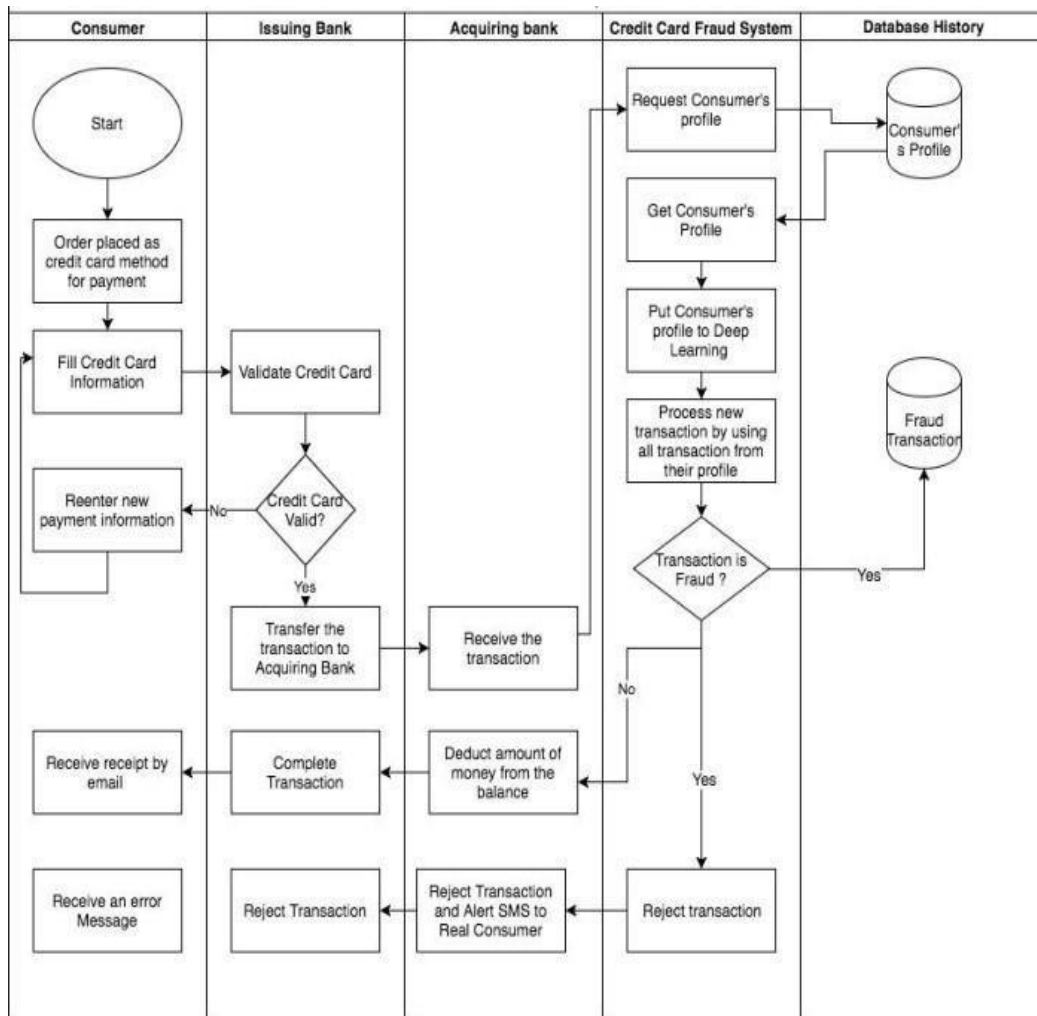 Consumer
Issuing Bank
Acquiring bank
Credit Card Fraud System
Database History
Start
Order placed as
credit card method
for payment
Fill Credit Card
Information
Reenter new
payment information
Receive receipt by
email
Receive an error
Message
Validate Credit Card
Credit Card
Valid?
No
Yes
Transfer the
transaction to
Acquiring Bank
Complete
Transaction
Reject Transaction
Receive the
transaction
Deduct amount of
money from the
balance
Reject Transaction
and Alert SMS to
Real Consumer
Request Consumer's
profile
Get Consumer's
Profile
Put Consumer's
profile to Deep
Learning
Process new
transaction by using
all transaction from
their profile
Transaction is
Fraud ?
No
Yes
Yes
Reject transaction
Consumer'
s Profile
Fraud
Transaction